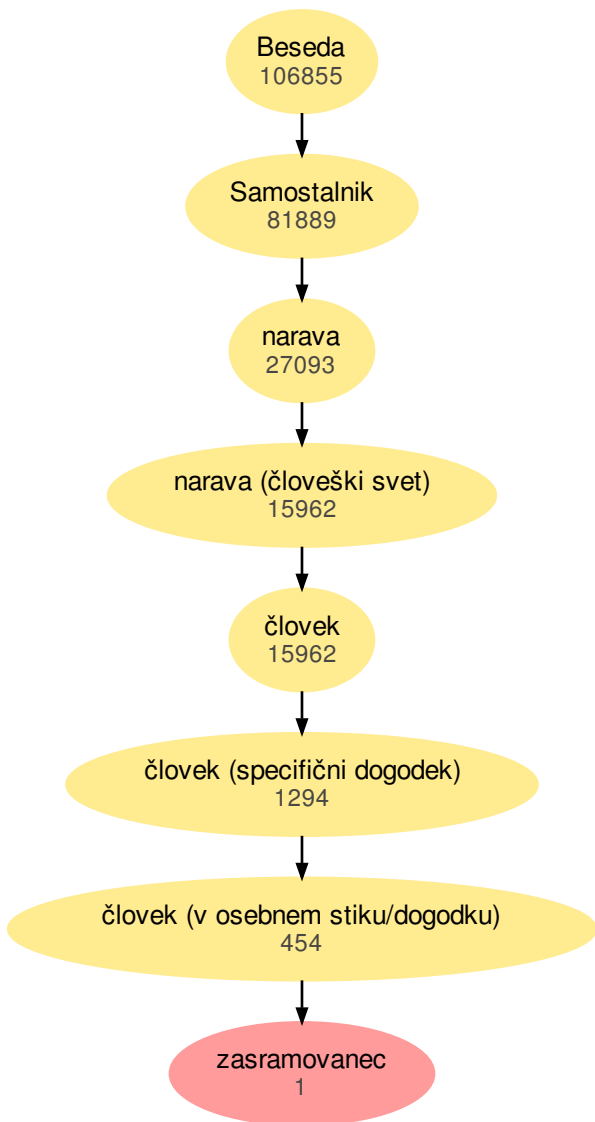 Beseda
106855
Samostalnik
81889
narava
27093
narava (človeški svet)
15962
človek
15962
človek (specifični dogodek)
1294
človek (v osebnem stiku/dogodku)
454
zasramovanec
1